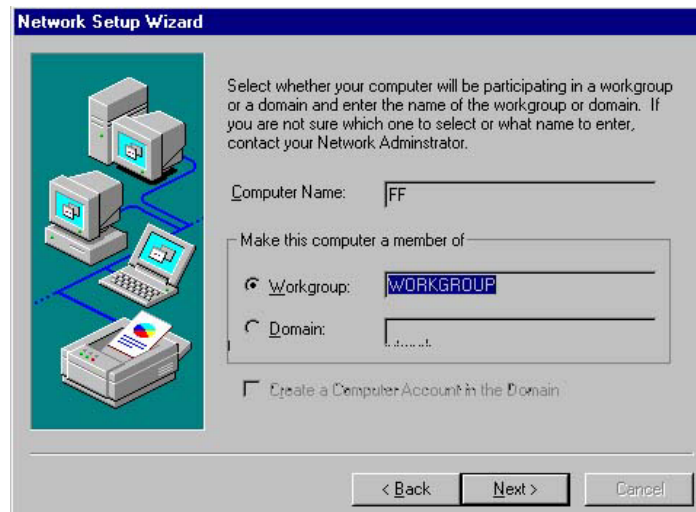 Network Setup Wizard
Select whether your computer will be participating in a workgroup
or a domain and enter the name of the workgroup or domain. If
you are not sure which one to select or what name to enter,
contact your Network Adminstrator.
Computer Name: FF
Make this computer a member of
Workgroup: WORKGROUP
Domain:
Create a Computer Account in the Domain
< Back Next > Cancel